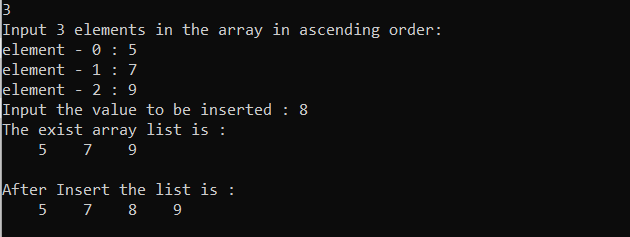 3
Input 3 elements in the array in ascending order:
element - 0 : 5
element - 1 : 7
element - 2 : 9
Input the value to be inserted : 8
The exist array list is :
    5    7    9

After Insert the list is :
    5    7    8    9